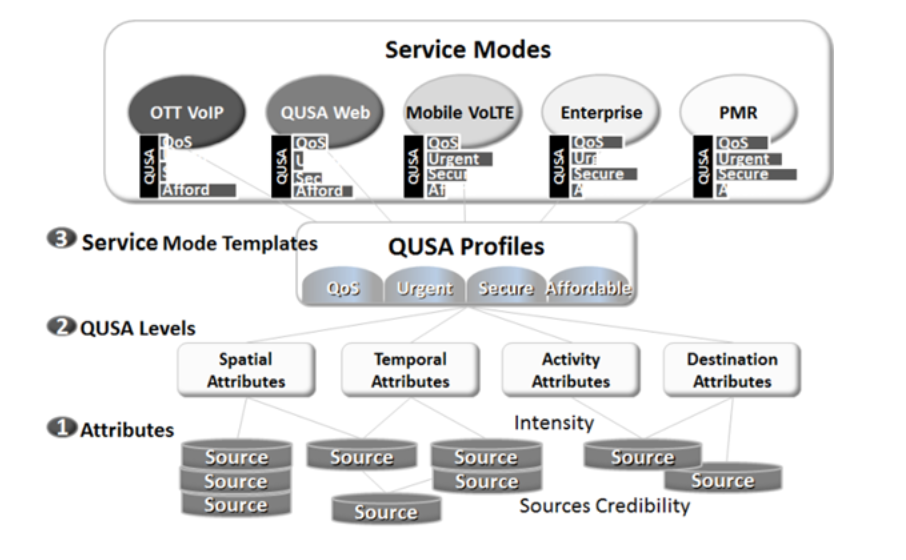 Service Modes
OTT VoIP
QUSA Web
Mobile VoLTE
Enterprise
PMR
QUSA
QoS
Afford
QUSA
QoS
U
Sec
Afford
QUSA
QoS
Urgent
Secur
Af
QUSA
QoS
Urg
Secure
A
QUSA
QoS
Urgent
Secure
A
3 Service Mode Templates
QUSA Profiles
QoS
Urgent
Secure
Affordable
2 QUSA Levels
Spatial
Attributes
Temporal
Attributes
Activity
Attributes
Destination
Attributes
1 Attributes
Intensity
Source
Source
Source
Source
Source
Source
Source
Source
Source
Source Credibility